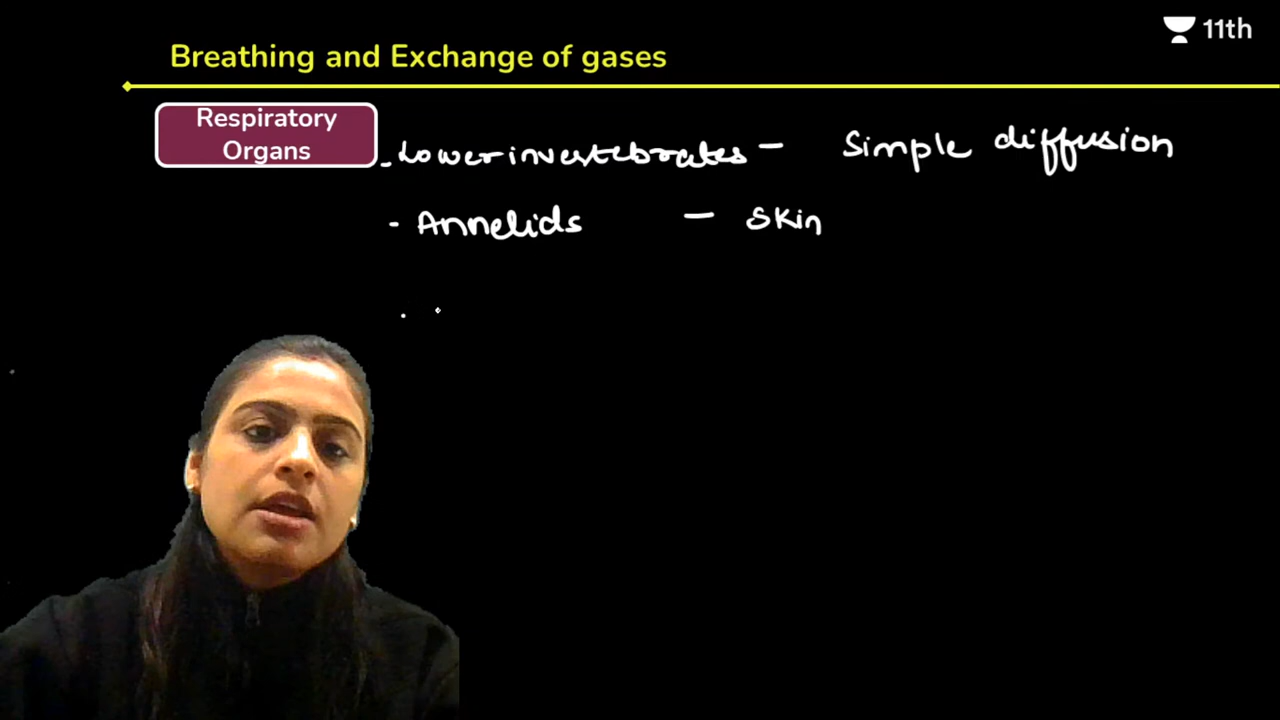 11th
Breathing and Exchange of gases
Respiratory
Organs
- Lower invertebrates - Simple diffusion
- Annelids - Skin